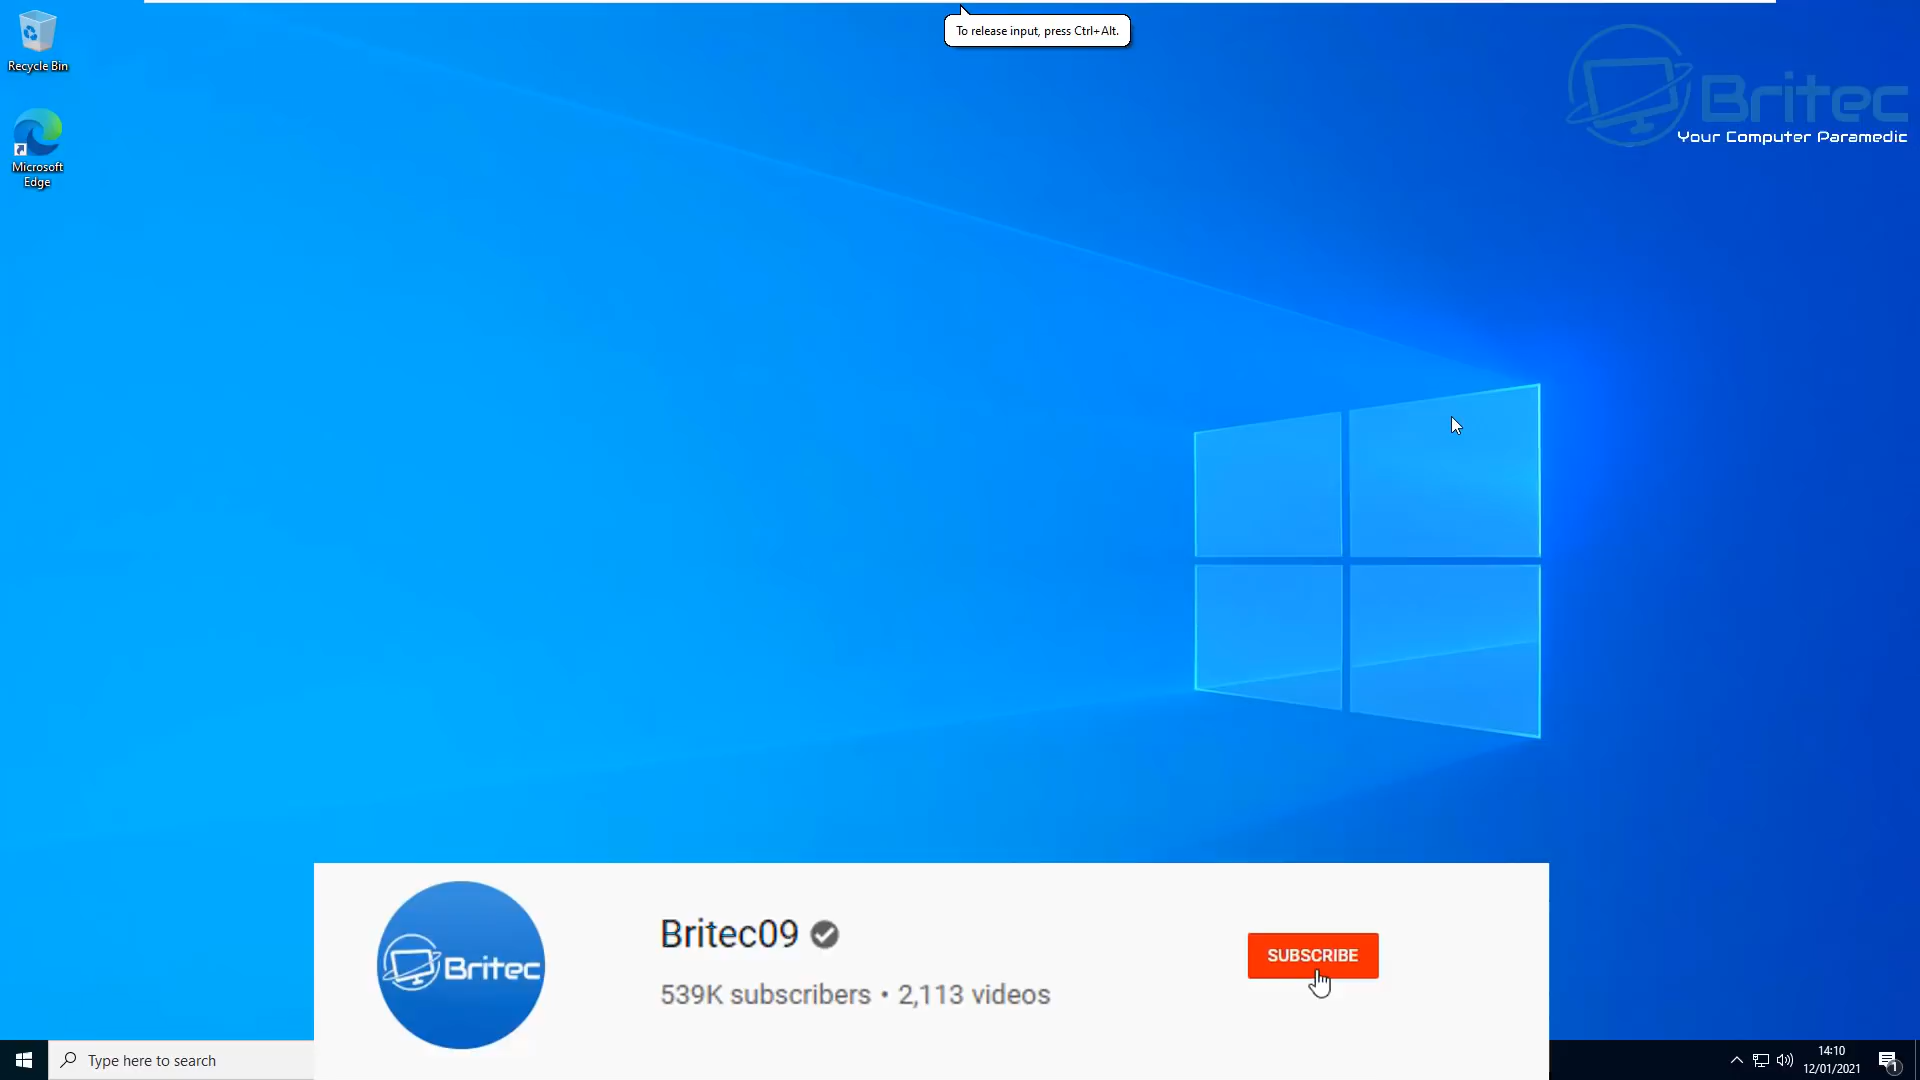 To release input, press Ctrl+Alt.
Recycle Bin
Britec
Your Computer Paramedic
Microsoft
Edge
Britec09
Britec
SUBSCRIBE
539K subscribers • 2,113 videos
Type here to search
14:10
12/01/2021
1